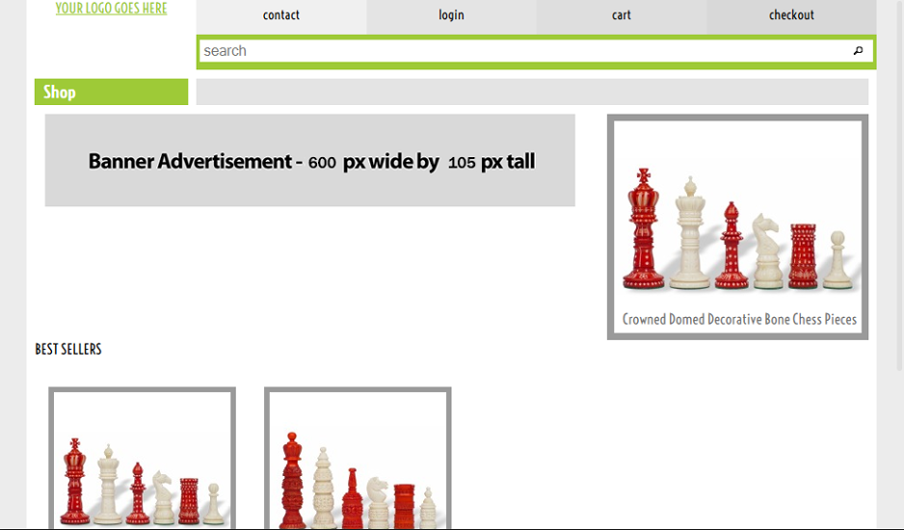 YOUR LOGO GOES HERE
contact
login
cart
checkout
search
Shop
Banner Advertisement - 600 px wide by 105 px tall
Crowned Domed Decorative Bone Chess Pieces
BEST SELLERS